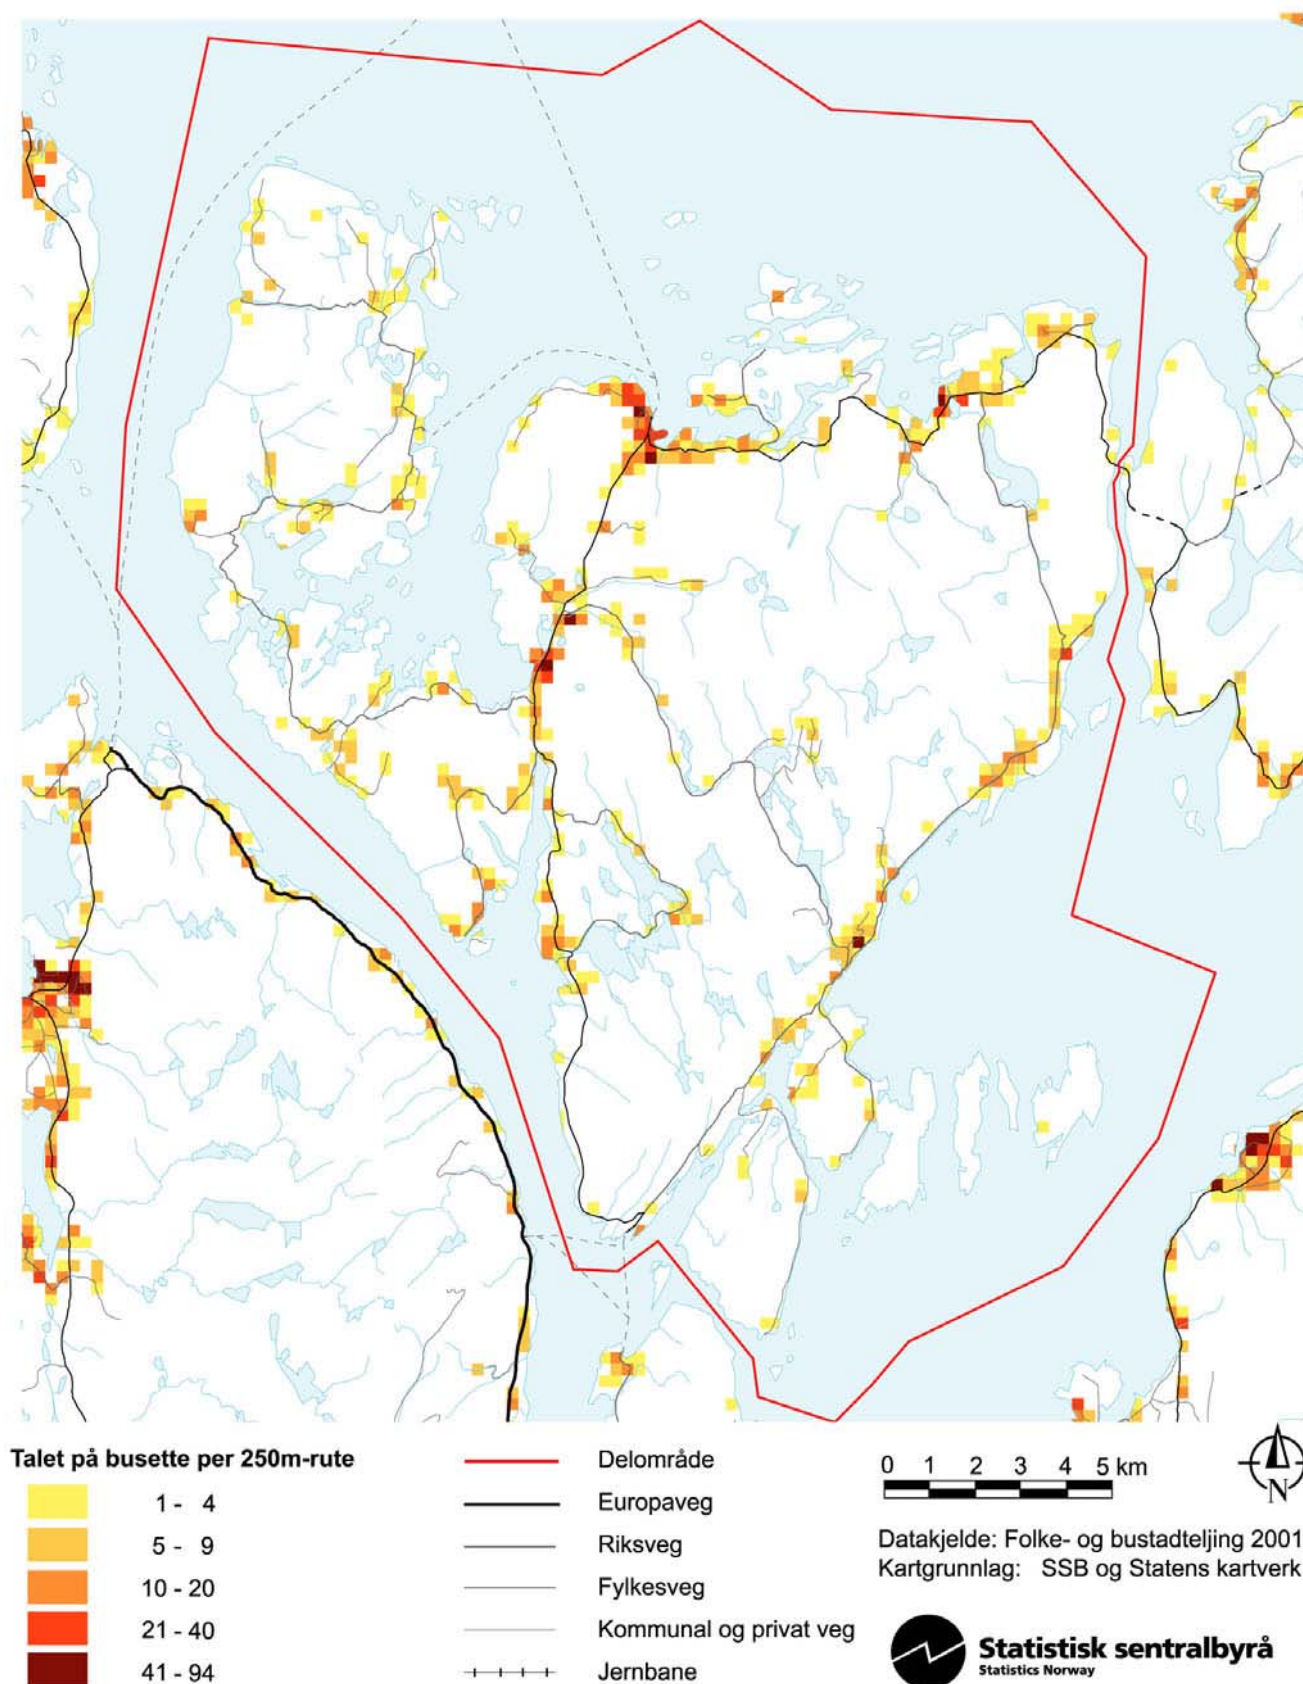 Talet på busette per 250m-rute
1 - 4
5 - 9
10 - 20
21 - 40
41 - 94
Delområde
Europaveg
Riksveg
Fylkesveg
Kommunal og privat veg
Jernbane
0 1 2 3 4 5 km
N
Datakjelde: Folke- og bustadteljing 2001
Kartgrunnlag: SSB og Statens kartverk
Statistisk sentralbyrå
Statistics Norway